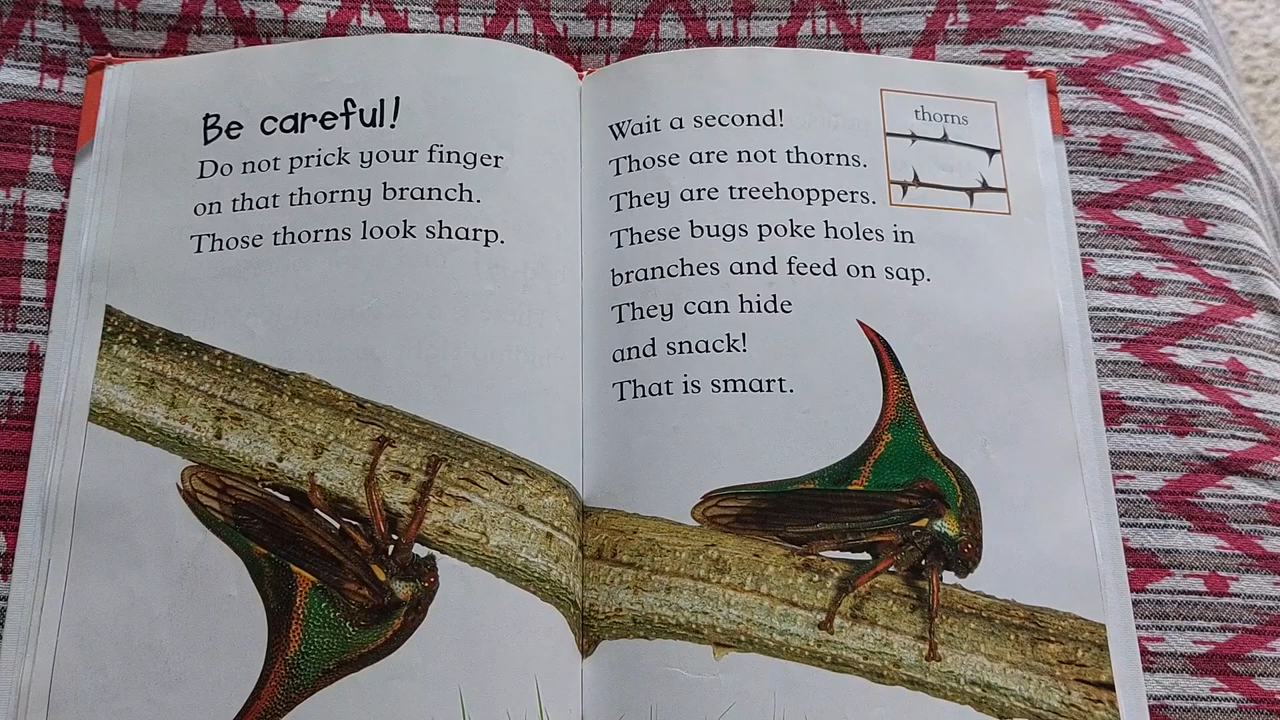 Be careful!
Do not prick your finger
on that thorny branch.
Those thorns look sharp.
Wait a second!
Those are not thorns.
They are treehoppers.
These bugs poke holes in
branches and feed on sap.
They can hide
and snack!
That is smart.
thorns